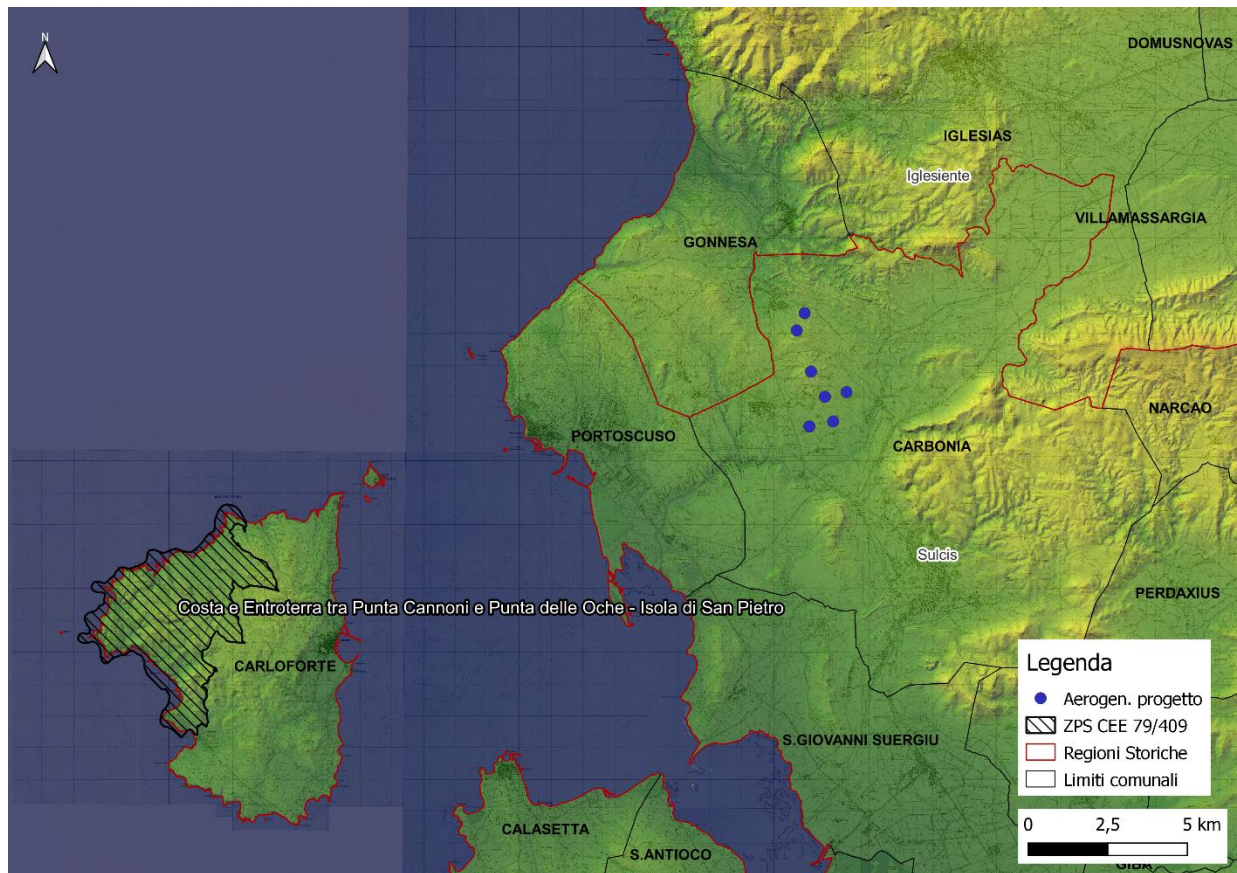 N
DOMUSNOVAS
IGLESIAS
Iglesiente
VILLAMASSARGIA
GONNESA
NARCAO
PORTOSCUSO
CARBONIA
Sulcis
PERDAXIUS
Costa e Entroterra tra Punta Cannoni e Punta delle Oche - Isola di San Pietro
CARLOFORTE
S.GIOVANNI SUERGIU
CALASETTA
S.ANTIOCO
GIBA
Legenda
Aerogen. progetto
ZPS CEE 79/409
Regioni Storiche
Limiti comunali
0 2,5 5 km